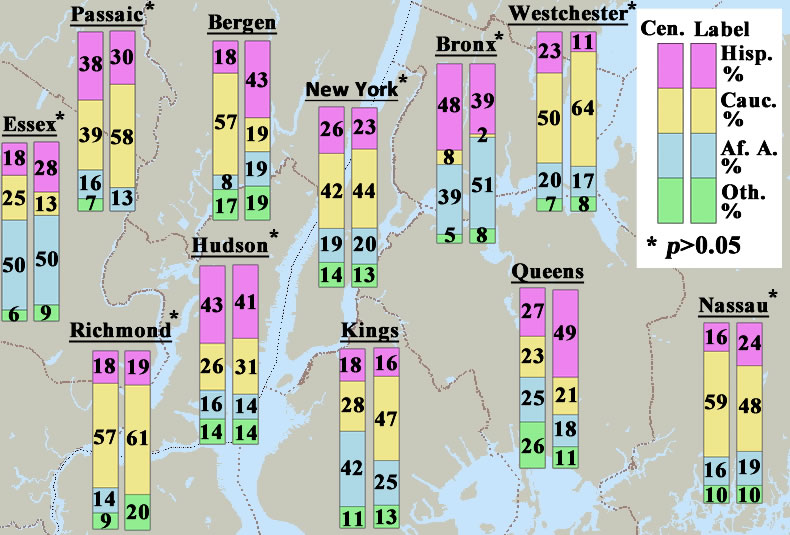 Passaic*
38 30
39 58
16 13
7
Bergen
18 43
57 19
8 19
17 19
Westchester*
23 11
50 64
20 17
7 8
Cen. Label
Hisp.
%
Cauc.
%
Af. A.
%
Oth.
%
* p>0.05
Bronx*
48 39
8 2
39 51
5 8
New York*
26 23
42 44
19 20
14 13
Essex*
18 28
25 13
50 50
6 9
Hudson*
43 41
26 31
16 14
14 14
Queens
27 49
23 21
25 18
26 11
Nassau*
16 24
59 48
16 19
10 10
Richmond*
18 19
57 61
14
9 20
Kings
18 16
28 47
42 25
11 13